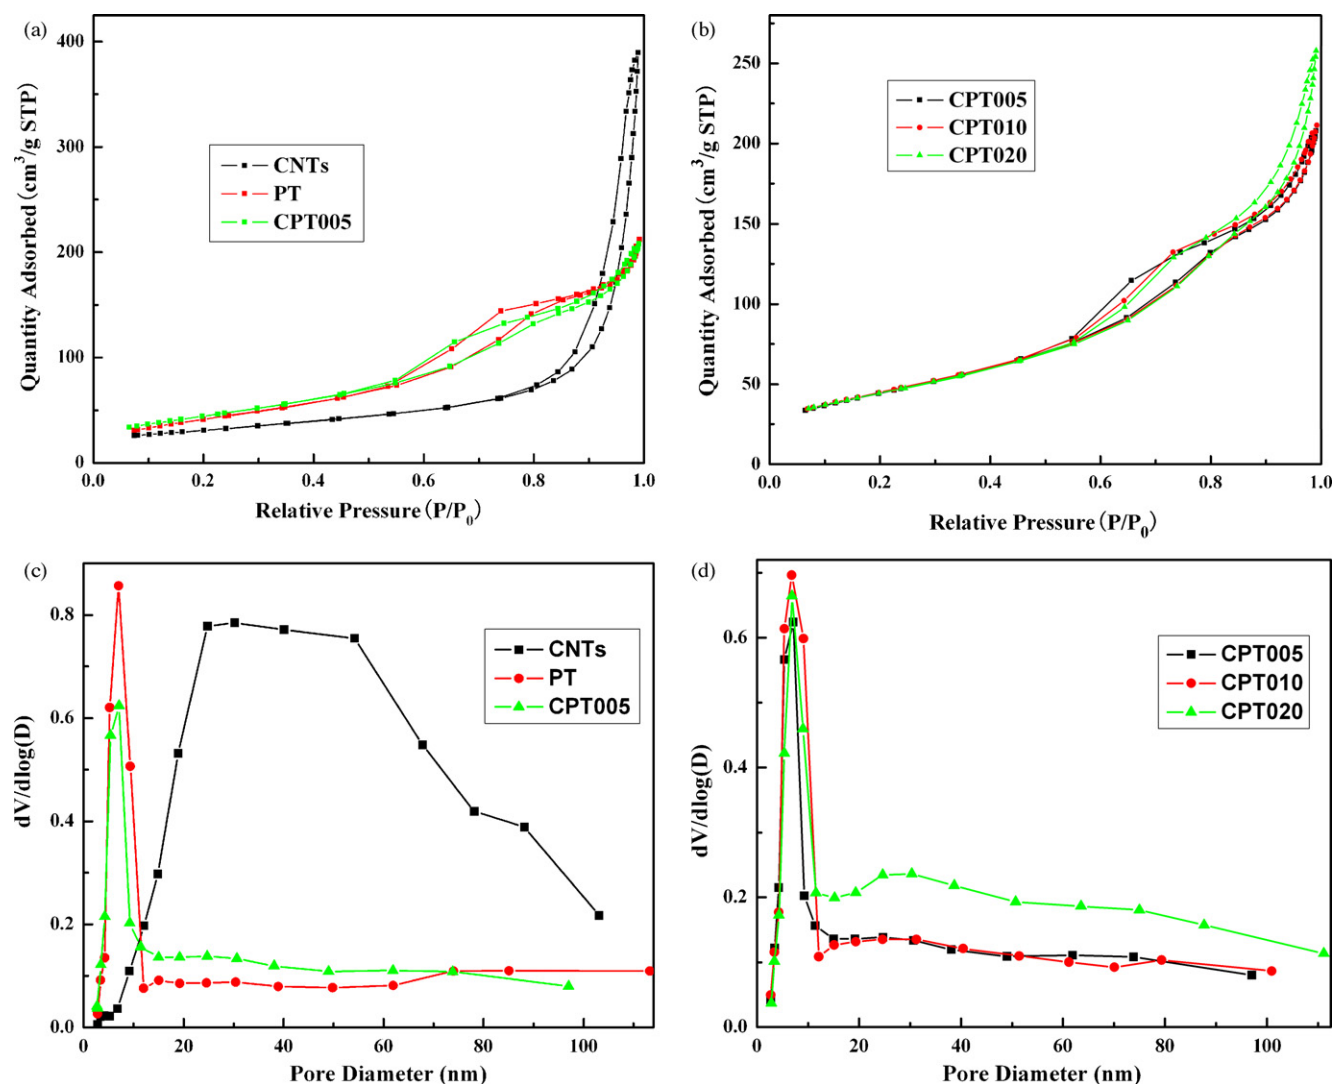 (a)
400
300
200
100
0
0.0 0.2 0.4 0.6 0.8 1.0
Quantity Adsorbed (cm³/g STP)
Relative Pressure (P/P₀)
CNTs
PT
CPT005
(b)
250
200
150
100
50
0
0.0 0.2 0.4 0.6 0.8 1.0
Quantity Adsorbed (cm³/g STP)
Relative Pressure (P/P₀)
CPT005
CPT010
CPT020
(c)
0.8
0.6
0.4
0.2
0.0
0 20 40 60 80 100
dV/dlog(D)
Pore Diameter (nm)
CNTs
PT
CPT005
(d)
0.6
0.4
0.2
0.0
0 20 40 60 80 100
dV/dlog(D)
Pore Diameter (nm)
CPT005
CPT010
CPT020